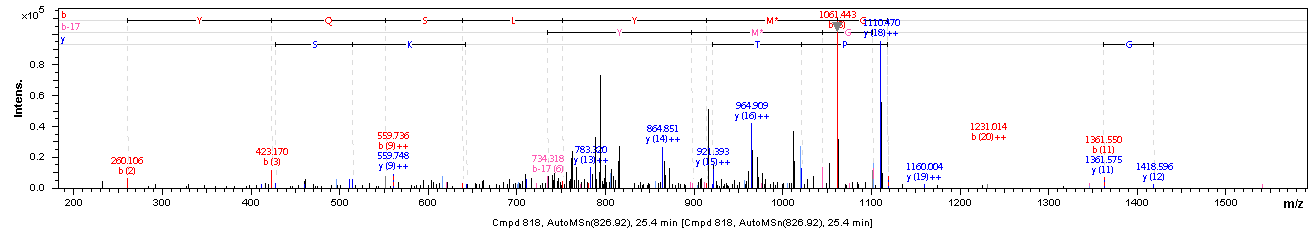 x10⁵
b
b-17
y
Y Q S L Y M* G
Y M* G
S K T P G
1061.443
b (8)
1110.470
y (18)++
0.8
0.6
0.4
0.2
0.0
Intens.
260.106
b (2)
423.170
b (3)
559.736
b (9)++
559.748
y (9)++
734.318
b-17 (6)
783.320
y (13)++
864.851
y (14)++
921.393
y (15)++
964.909
y (16)++
1160.004
y (19)++
1231.014
b (20)++
1361.550
b (11)
1361.575
y (11)
1418.596
y (12)
200 300 400 500 600 700 800 900 1000 1100 1200 1300 1400 1500 m/z
Cmpd 818, AutoMSn(826.92), 25.4 min [Cmpd 818, AutoMSn(826.92), 25.4 min]